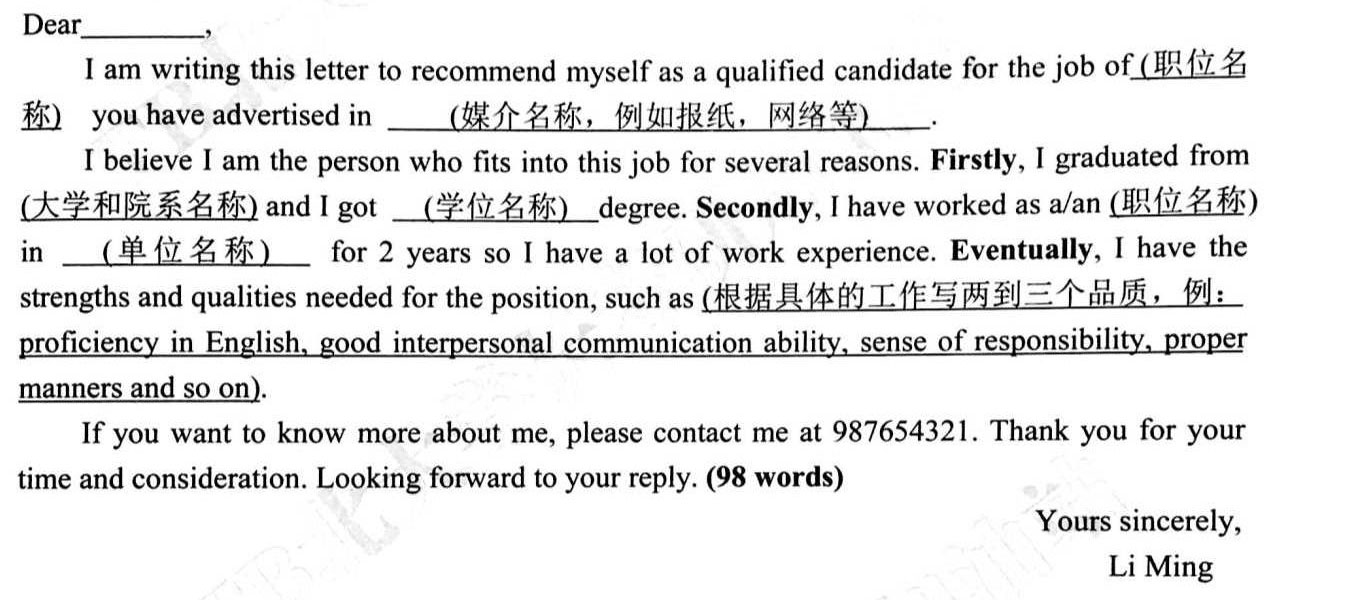 Dear_________,
I am writing this letter to recommend myself as a qualified candidate for the job of (职位名
称) you have advertised in ____(媒介名称，例如报纸，网络等)____.
I believe I am the person who fits into this job for several reasons. Firstly, I graduated from
(大学和院系名称) and I got __(学位名称)__degree. Secondly, I have worked as a/an (职位名称)
in __(单位名称)__ for 2 years so I have a lot of work experience. Eventually, I have the
strengths and qualities needed for the position, such as (根据具体的工作写两到三个品质，例：
proficiency in English, good interpersonal communication ability, sense of responsibility, proper
manners and so on).
If you want to know more about me, please contact me at 987654321. Thank you for your
time and consideration. Looking forward to your reply. (98 words)
Yours sincerely,
Li Ming